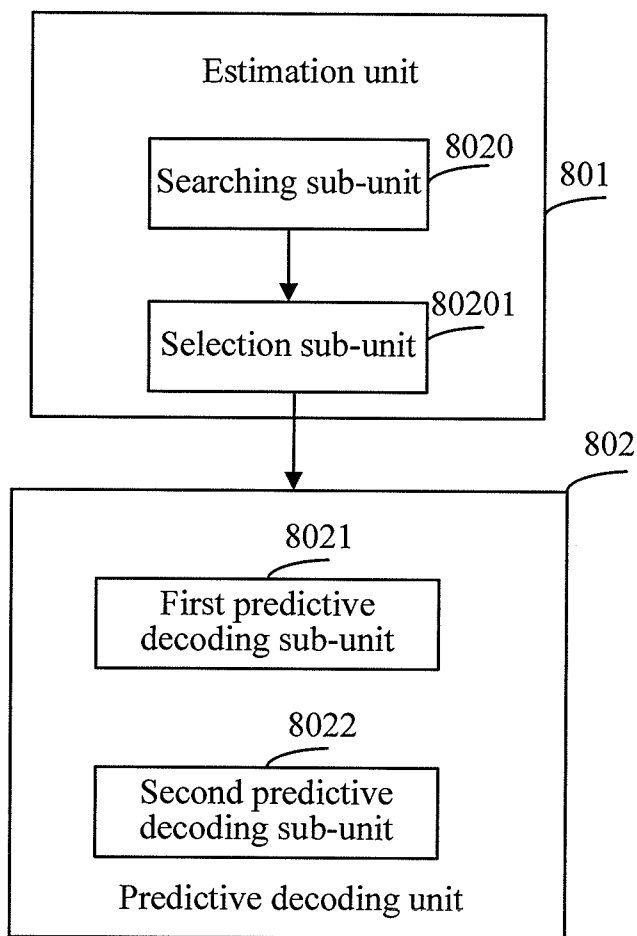 Estimation unit
8020
Searching sub-unit
801
80201
Selection sub-unit
802
8021
First predictive
decoding sub-unit
8022
Second predictive
decoding sub-unit
Predictive decoding unit